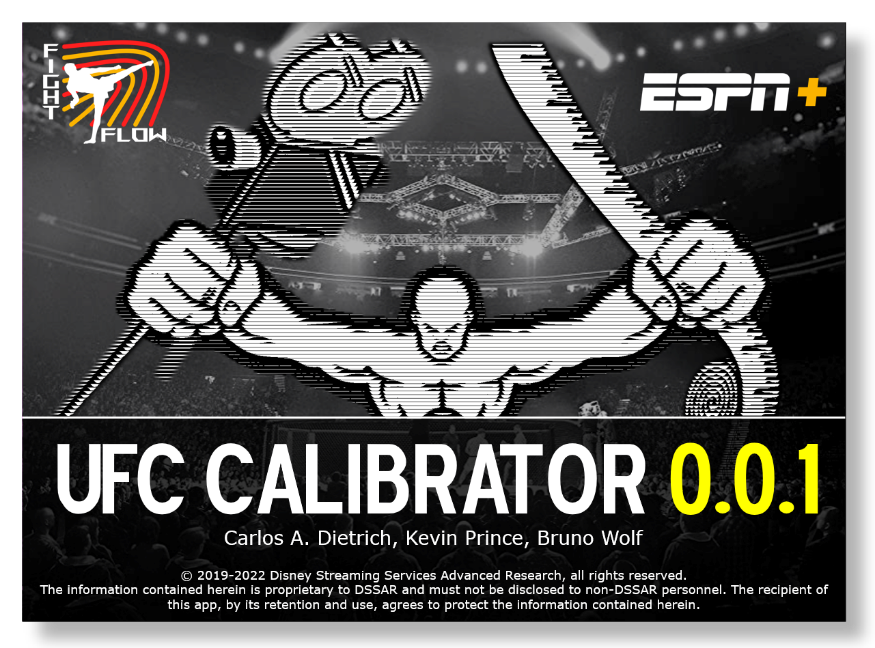 FIGHT
FLOW
ESPN+
UFC CALIBRATOR 0.0.1
Carlos A. Dietrich, Kevin Prince, Bruno Wolf
© 2019-2022 Disney Streaming Services Advanced Research, all rights reserved.
The information contained herein is proprietary to DSSAR and must not be disclosed to non-DSSAR personnel. The recipient of
this app, by its retention and use, agrees to protect the information contained herein.